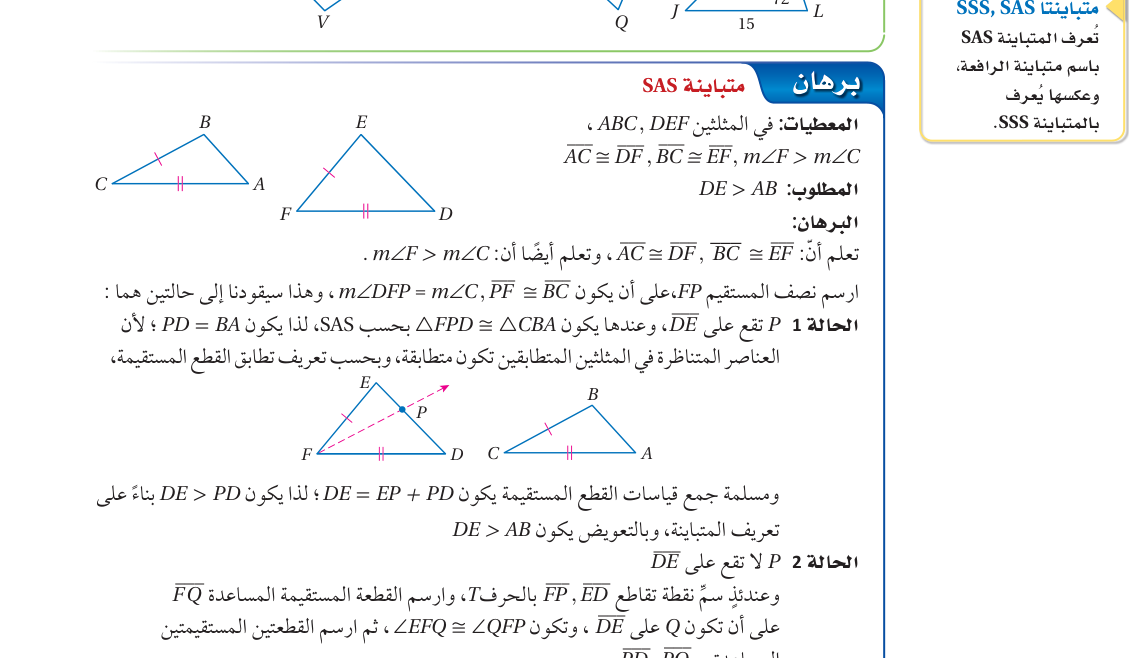 V
Q
J
15
L
متباينتا SSS, SAS
تُعرف المتباينة SAS
باسم متباينة الرافعة،
وعكسها يُعرف
بالمتباينة SSS.
برهان
متباينة SAS
المعطيات: في المثلثين ABC, DEF ،
AC ≅ DF , BC ≅ EF , m∠F > m∠C
المطلوب: DE > AB
البرهان:
B
C
A
E
F
D
تعلم أنّ: AC ≅ DF , BC ≅ EF ، وتعلم أيضًا أن: m∠F > m∠C .
ارسم نصف المستقيم FP،على أن يكون m∠DFP = m∠C, PF ≅ BC ، وهذا سيقودنا إلى حالتين هما :
الحالة 1 P تقع على DE، وعندها يكون △FPD ≅ △CBA بحسب SAS، لذا يكون PD = BA ؛ لأن
العناصر المتناظرة في المثلثين المتطابقين تكون متطابقة، وبحسب تعريف تطابق القطع المستقيمة،
E
P
F
D
B
C
A
ومسلمة جمع قياسات القطع المستقيمة يكون DE = EP + PD ؛ لذا يكون DE > PD بناءً على
تعريف المتباينة، وبالتعويض يكون DE > AB
الحالة 2 P لا تقع على DE
وعندئذٍ سمِّ نقطة تقاطع FP , ED بالحرف T، وارسم القطعة المستقيمة المساعدة FQ
على أن تكون Q على DE ، وتكون ∠EFQ ≅ ∠QFP ، ثم ارسم القطعتين المستقيمتين